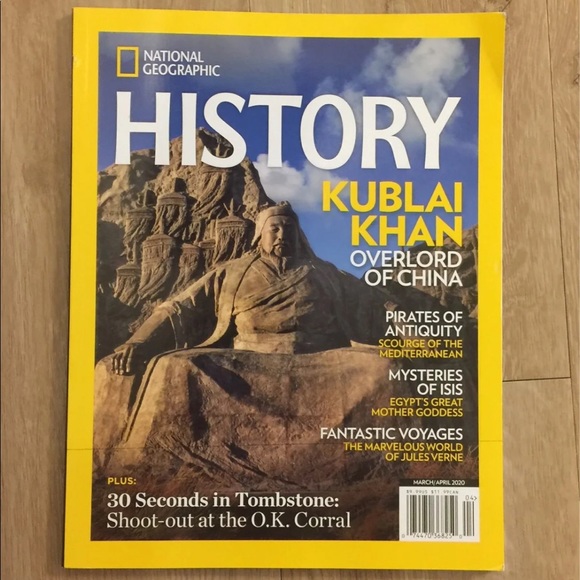 NATIONAL
GEOGRAPHIC
HISTORY
KUBLAI
KHAN
OVERLORD
OF CHINA
PIRATES OF
ANTIQUITY
SCOURGE OF THE
MEDITERRANEAN
MYSTERIES
OF ISIS
EGYPT'S GREAT
MOTHER GODDESS
FANTASTIC VOYAGES
THE MARVELOUS WORLD
OF JULES VERNE
PLUS:
30 Seconds in Tombstone:
Shoot-out at the O.K. Corral
MARCH/APRIL 2020
04